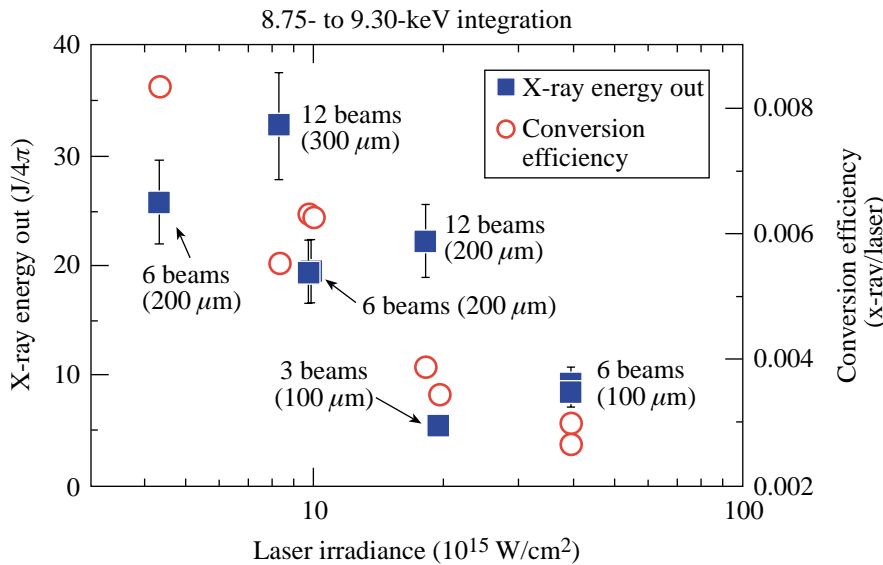 8.75- to 9.30-keV integration
X-ray energy out (J/4π)
40
30
20
10
0
12 beams
(300 μm)
6 beams
(200 μm)
12 beams
(200 μm)
6 beams (200 μm)
3 beams
(100 μm)
6 beams
(100 μm)
X-ray energy out
Conversion
efficiency
0.008
0.006
0.004
0.002
Conversion efficiency
(x-ray/laser)
10
100
Laser irradiance (10¹⁵ W/cm²)